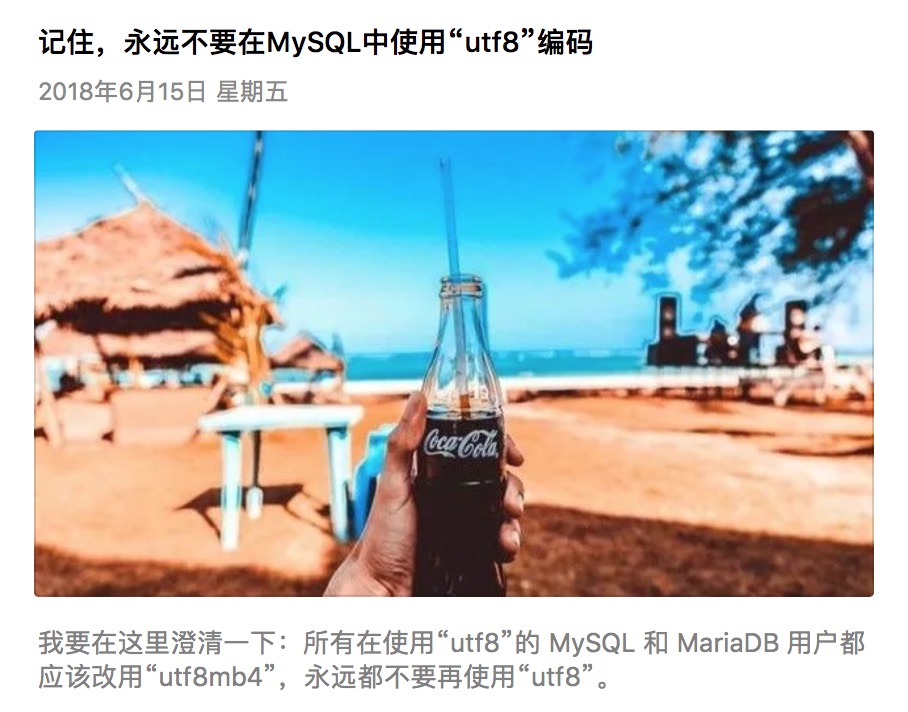 记住，永远不要在MySQL中使用“utf8”编码
2018年6月15日 星期五
Coca-Cola
我要在这里澄清一下：所有在使用“utf8”的 MySQL 和 MariaDB 用户都
应该改用“utf8mb4”，永远都不要再使用“utf8”。